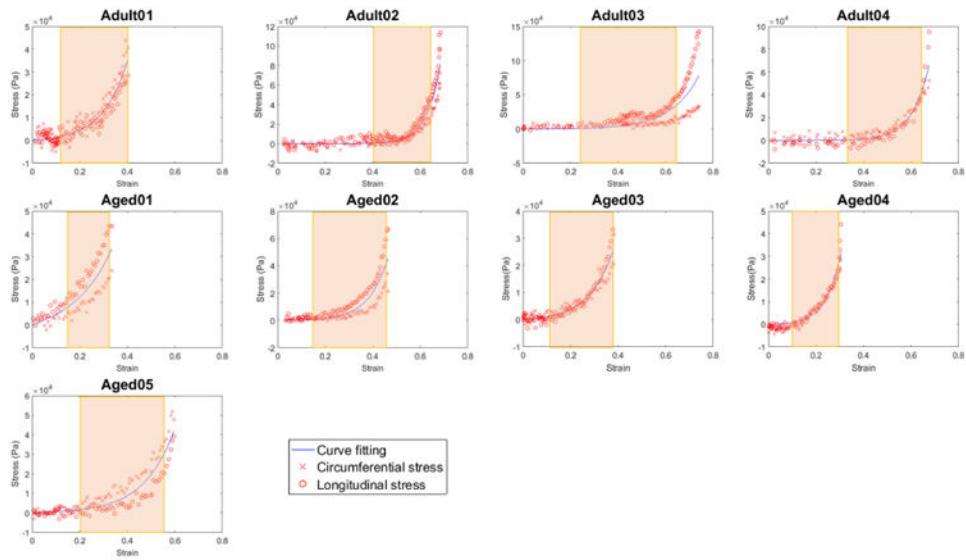 Adult01
Adult02
Adult03
Adult04
×10⁴
×10⁴
×10⁴
×10⁴
5
4
3
2
1
0
-1
12
10
8
6
4
2
0
-2
15
10
5
0
-5
10
8
6
4
2
0
-2
Stress (Pa)
Stress (Pa)
Stress (Pa)
Stress (Pa)
0 0.2 0.4 0.6 0.8
0 0.2 0.4 0.6 0.8
0 0.2 0.4 0.6 0.8
0 0.2 0.4 0.6 0.8
Strain
Strain
Strain
Strain
Aged01
Aged02
Aged03
Aged04
×10⁴
×10⁴
×10⁴
×10⁴
5
4
3
2
1
0
-1
8
6
4
2
0
-2
4
3
2
1
0
-1
5
4
3
2
1
0
-1
Stress (Pa)
Stress (Pa)
Stress(Pa)
Stress(Pa)
0 0.2 0.4 0.6 0.8
0 0.2 0.4 0.6 0.8
0 0.2 0.4 0.6 0.8
0 0.2 0.4 0.6 0.8
Strain
Strain
Strain
Strain
Aged05
×10⁴
6
5
4
3
2
1
0
-1
Stress (Pa)
0 0.2 0.4 0.6 0.8
Strain
Curve fitting
Circumferential stress
Longitudinal stress